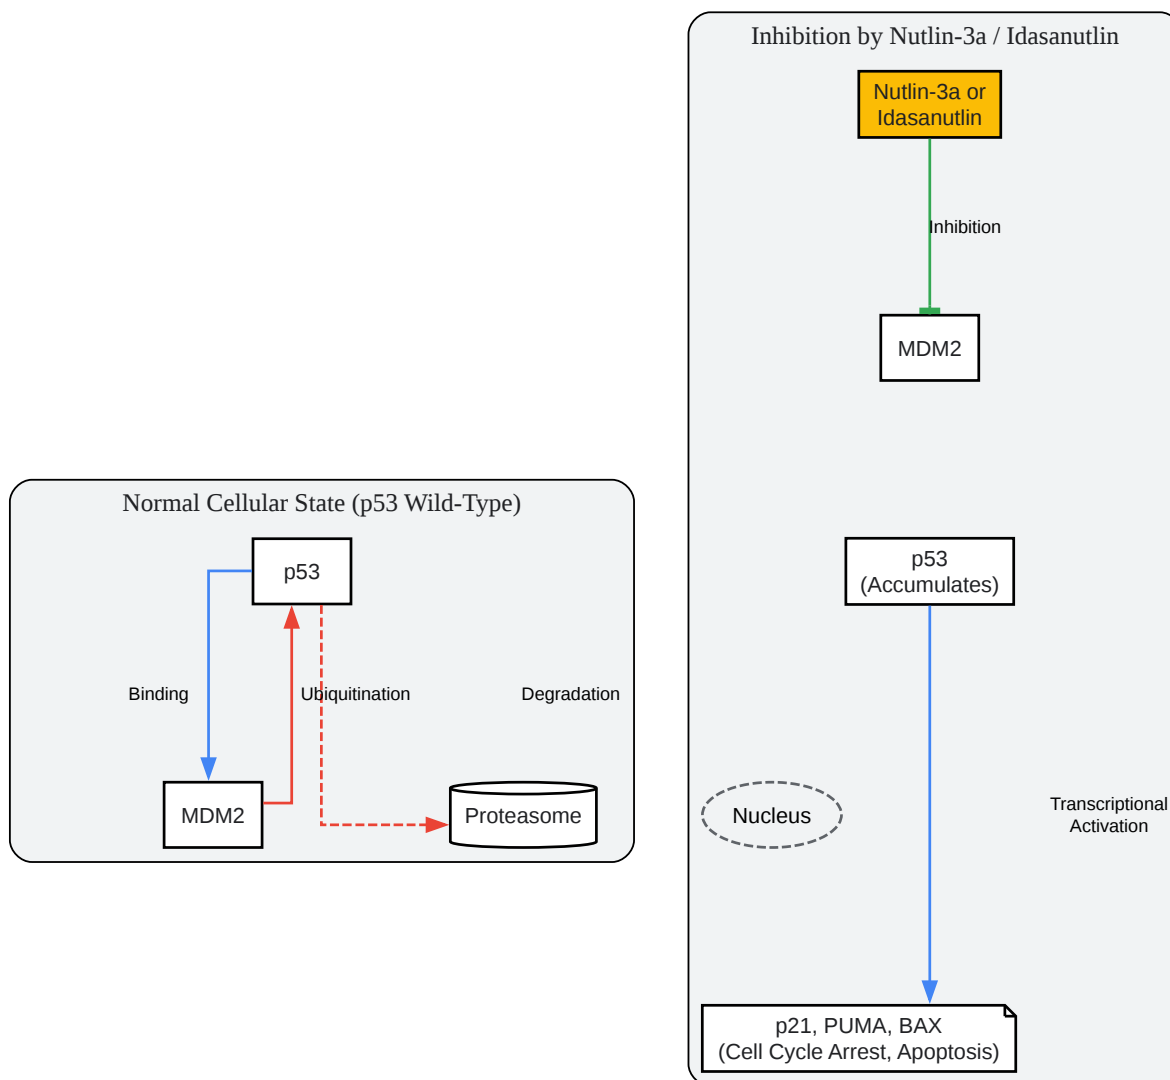 Normal Cellular State (p53 Wild-Type)
p53
Binding
Ubiquitination
Degradation
MDM2
Proteasome
Inhibition by Nutlin-3a / Idasanutlin
Nutlin-3a or
Idasanutlin
Inhibition
MDM2
p53
(Accumulates)
Nucleus
Transcriptional
Activation
p21, PUMA, BAX
(Cell Cycle Arrest, Apoptosis)